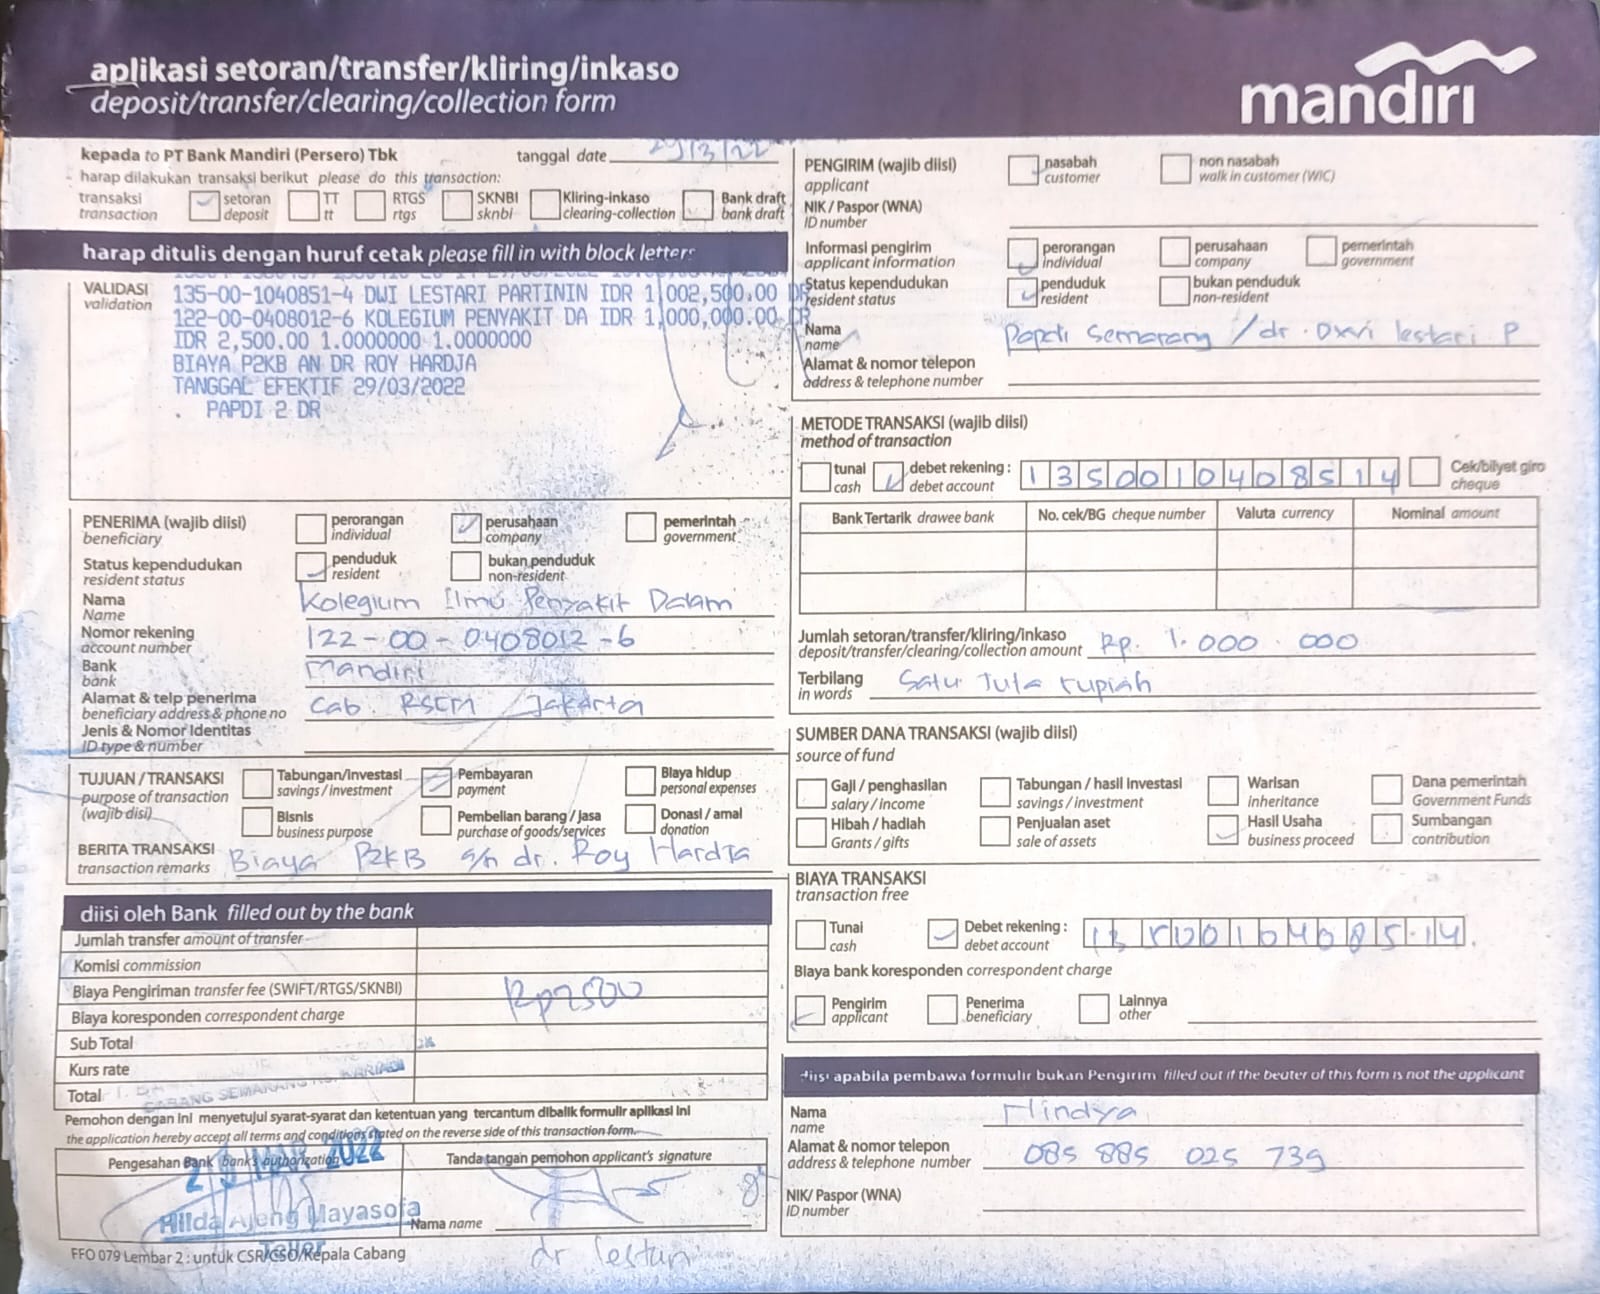 aplikasi setoran/transfer/kliring/inkaso
deposit/transfer/clearing/collection form
mandiri
kepada to PT Bank Mandiri (Persero) Tbk
tanggal date 29/3/22
harap dilakukan transaksi berikut please do this transaction:
transaksi setoran TT RTGS SKNBI Kliring-inkaso Bank draft
transaction deposit tt rtgs sknbi clearing-collection bank draft
harap ditulis dengan huruf cetak please fill in with block letters
VALIDASI
validation
135-00-1040851-4 DWI LESTARI PARTININ IDR 1,002,500.00 DR
122-00-0408012-6 KOLEGIUM PENYAKIT DA IDR 1,000,000.00 CR
IDR 2,500.00 1.0000000 1.0000000
BIAYA P2KB AN DR ROY HARDJA
TANGGAL EFEKTIF 29/03/2022
. PAPDI 2 DR
PENERIMA (wajib diisi) perorangan perusahaan pemerintah
beneficiary individual company government
Status kependudukan penduduk bukan penduduk
resident status resident non-resident
Nama Kolegium Ilmu Penyakit Dalam
Name
Nomor rekening 122-00-0408012-6
account number
Bank Mandiri
bank
Alamat & telp penerima Cab RSCM / Jakarta
beneficiary address & phone no
Jenis & Nomor Identitas
ID type & number
TUJUAN / TRANSAKSI Tabungan/investasi Pembayaran Biaya hidup
purpose of transaction savings / investment payment personal expenses
(wajib disi) Bisnis Pembelian barang / jasa Donasi / amal
business purpose purchase of goods/services donation
BERITA TRANSAKSI Biaya P2KB a/n dr. Roy Hardja
transaction remarks
diisi oleh Bank filled out by the bank
Jumlah transfer amount of transfer
Komisi commission
Biaya Pengiriman transfer fee (SWIFT/RTGS/SKNBI) Rp2500
Biaya koresponden correspondent charge
Sub Total
Kurs rate
Total
CABANG SEMARANG RS. KARIADI
Pemohon dengan ini menyetujui syarat-syarat dan ketentuan yang tercantum dibalik formulir aplikasi ini
the application hereby accept all terms and conditions stated on the reverse side of this transaction form.
Pengesahan Bank bank's authorization Tanda tangan pemohon applicant's signature
29 MAR 2022
Hilda Ajeng Mayasofa
Teller
Nama name
dr lestari
FFO 079 Lembar 2 : untuk CSR/CSO/Kepala Cabang
PENGIRIM (wajib diisi) nasabah non nasabah
applicant customer walk in customer (WIC)
NIK / Paspor (WNA)
ID number
Informasi pengirim perorangan perusahaan pemerintah
applicant information individual company government
Status kependudukan penduduk bukan penduduk
resident status resident non-resident
Nama Papdi Semarang / dr. Dwi lestari P
name
Alamat & nomor telepon
address & telephone number
METODE TRANSAKSI (wajib diisi)
method of transaction
tunai debet rekening : 1350010408514 Cek/bilyet giro
cash debet account cheque
Bank Tertarik drawee bank No. cek/BG cheque number Valuta currency Nominal amount
Jumlah setoran/transfer/kliring/inkaso Rp. 1.000.000
deposit/transfer/clearing/collection amount
Terbilang Satu Juta rupiah
in words
SUMBER DANA TRANSAKSI (wajib diisi)
source of fund
Gaji / penghasilan Tabungan / hasil investasi Warisan Dana pemerintah
salary / income savings / investment inheritance Government Funds
Hibah / hadiah Penjualan aset Hasil Usaha Sumbangan
Grants / gifts sale of assets business proceed contribution
BIAYA TRANSAKSI
transaction free
Tunai Debet rekening : 1350010408514
cash debet account
Biaya bank koresponden correspondent charge
Pengirim Penerima Lainnya
applicant beneficiary other
diisi apabila pembawa formulir bukan Pengirim filled out if the beuter of this form is not the applicant
Nama Hindya
name
Alamat & nomor telepon 085 885 025 739
address & telephone number
NIK/ Paspor (WNA)
ID number